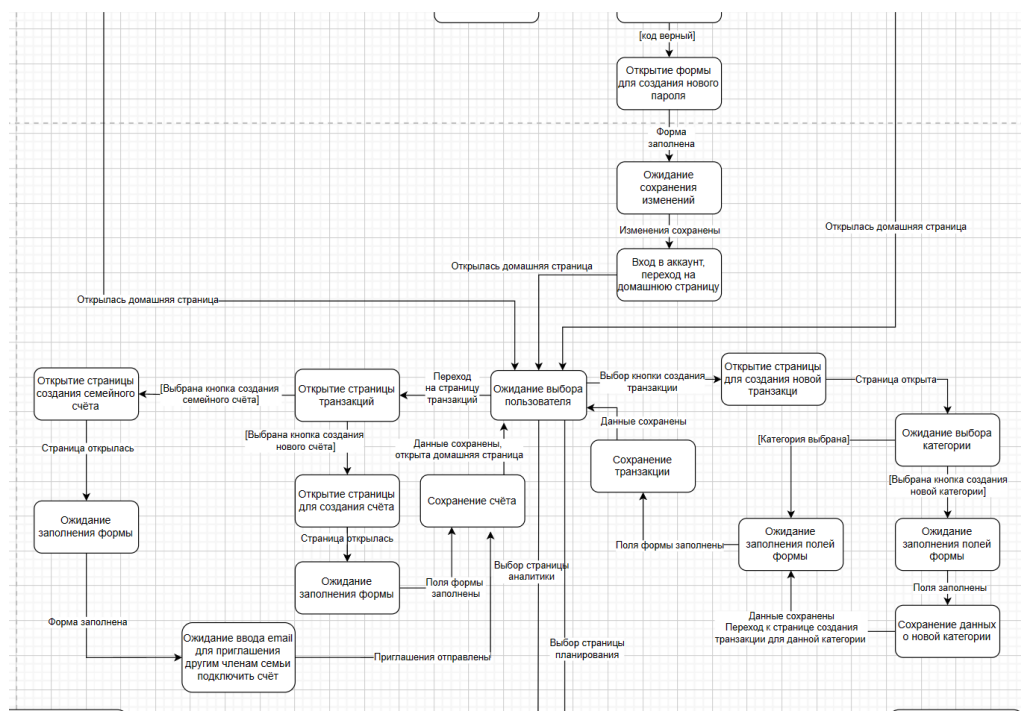 [код верный]
Открытие формы
для создания нового
пароля
Форма
заполнена
Ожидание
сохранения
изменений
Изменения сохранены
Открылась домашняя страница
Вход в аккаунт,
переход на
домашнюю страницу
Открылась домашняя страница
Открылась домашняя страница
Открытие страницы
создания семейного
счёта
[Выбрана кнопка создания
семейного счёта]
Открытие страницы
транзакций
Переход
на страницу
транзакций
Ожидание выбора
пользователя
Выбор кнопки создания
транзакции
Открытие страницы
для создания новой
транзакци
Страница открыта
Ожидание выбора
категории
[Категория выбрана]
[Выбрана кнопка создания
новой категории]
Данные сохранены
Сохранение
транзакции
[Выбрана кнопка создания
нового счёта]
Данные сохранены,
открыта домашняя страница
Страница открылась
Открытие страницы
для создания счёта
Сохранение счёта
Ожидание
заполнения формы
Страница открылась
Ожидание
заполнения формы
Поля формы
заполнены
Выбор страницы
аналитики
Поля формы заполнены
Ожидание
заполнения полей
формы
Ожидание
заполнения полей
формы
Поля заполнены
Сохранение данных
о новой категории
Данные сохранены
Переход к странице создания
транзакции для данной категории
Форма заполнена
Ожидание ввода email
для приглашения
другим членам семьи
подключить счёт
Приглашения отправлены
Выбор страницы
планирования